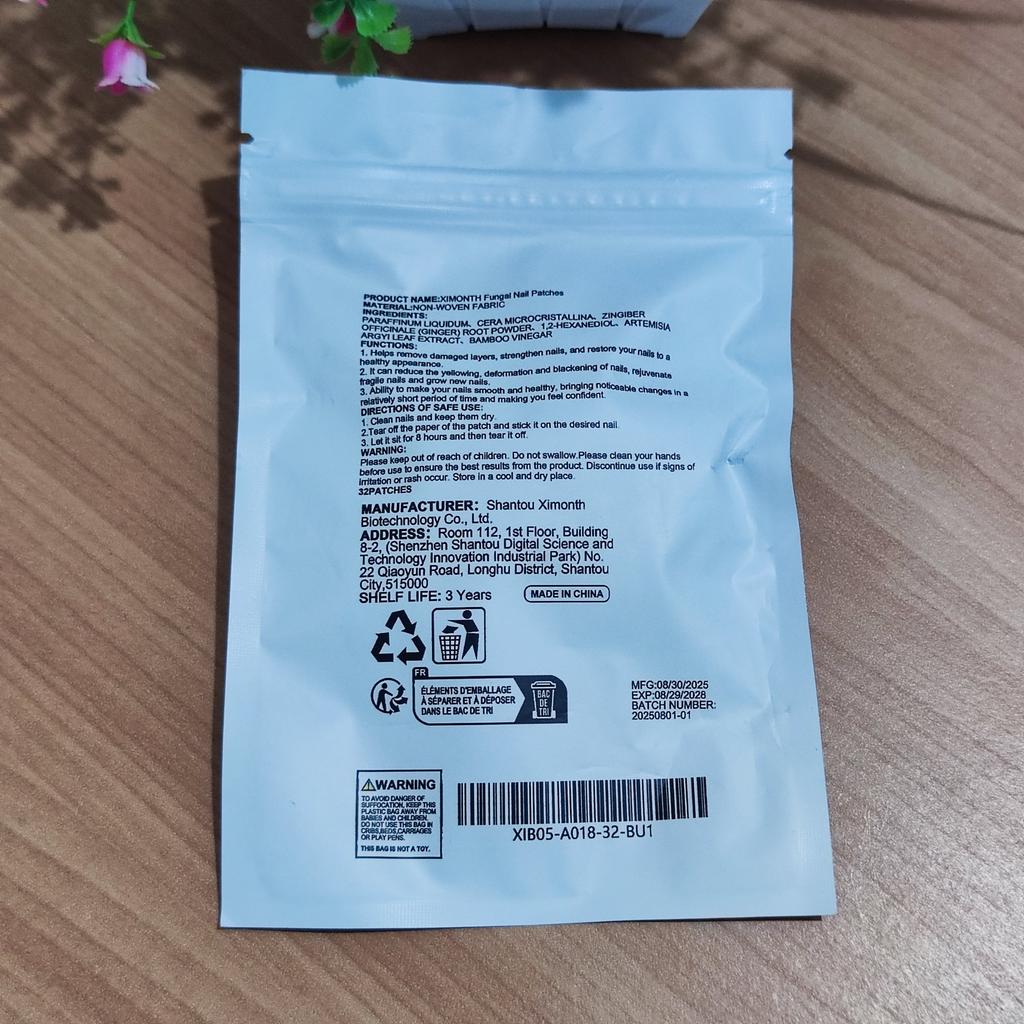 PRODUCT NAME:XIMONTH Fungal Nail Patches
MATERIAL:NON-WOVEN FABRIC
INGREDIENTS:
PARAFFINUM LIQUIDUM、CERA MICROCRISTALLINA、ZINGIBER
OFFICINALE (GINGER) ROOT POWDER、1,2-HEXANEDIOL、ARTEMISIA
ARGYI LEAF EXTRACT、BAMBOO VINEGAR
FUNCTIONS:
1. Helps remove damaged layers, strengthen nails, and restore your nails to a
healthy appearance.
2. It can reduce the yellowing, deformation and blackening of nails, rejuvenate
fragile nails and grow new nails.
3. Ability to make your nails smooth and healthy, bringing noticeable changes in a
relatively short period of time and making you feel confident.
DIRECTIONS OF SAFE USE:
1. Clean nails and keep them dry.
2.Tear off the paper of the patch and stick it on the desired nail.
3. Let it sit for 8 hours and then tear it off.
WARNING:
Please keep out of reach of children. Do not swallow.Please clean your hands
before use to ensure the best results from the product. Discontinue use if signs of
irritation or rash occur. Store in a cool and dry place.
32PATCHES
MANUFACTURER: Shantou Ximonth
Biotechnology Co., Ltd.
ADDRESS: Room 112, 1st Floor, Building
8-2, (Shenzhen Shantou Digital Science and
Technology Innovation Industrial Park) No.
22 Qiaoyun Road, Longhu District, Shantou
City,515000
SHELF LIFE: 3 Years
MADE IN CHINA
FR
ÉLÉMENTS D'EMBALLAGE
À SÉPARER ET À DÉPOSER
DANS LE BAC DE TRI
BAC
DE
TRI
MFG:08/30/2025
EXP:08/29/2028
BATCH NUMBER:
20250801-01
WARNING
TO AVOID DANGER OF
SUFFOCATION, KEEP THIS
PLASTIC BAG AWAY FROM
BABIES AND CHILDREN.
DO NOT USE THIS BAG IN
CRIBS,BEDS,CARRIAGES
OR PLAY PENS.
THIS BAG IS NOT A TOY.
XIB05-A018-32-BU1